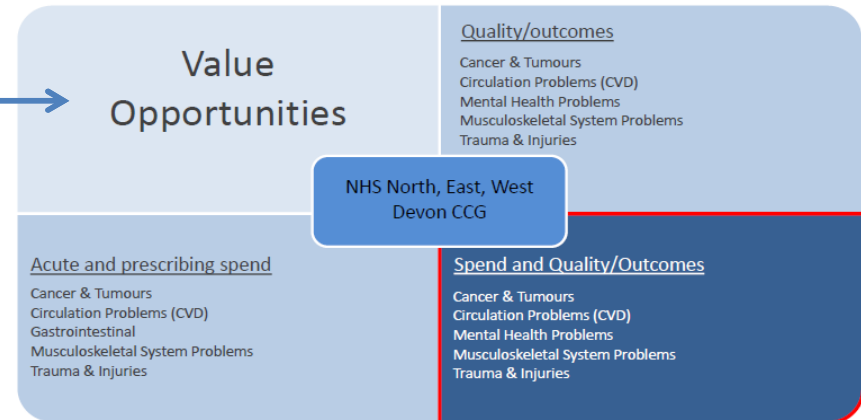 Value
Opportunities
Quality/outcomes
Cancer & Tumours
Circulation Problems (CVD)
Mental Health Problems
Musculoskeletal System Problems
Trauma & Injuries
NHS North, East, West
Devon CCG
Acute and prescribing spend
Cancer & Tumours
Circulation Problems (CVD)
Gastrointestinal
Musculoskeletal System Problems
Trauma & Injuries
Spend and Quality/Outcomes
Cancer & Tumours
Circulation Problems (CVD)
Mental Health Problems
Musculoskeletal System Problems
Trauma & Injuries